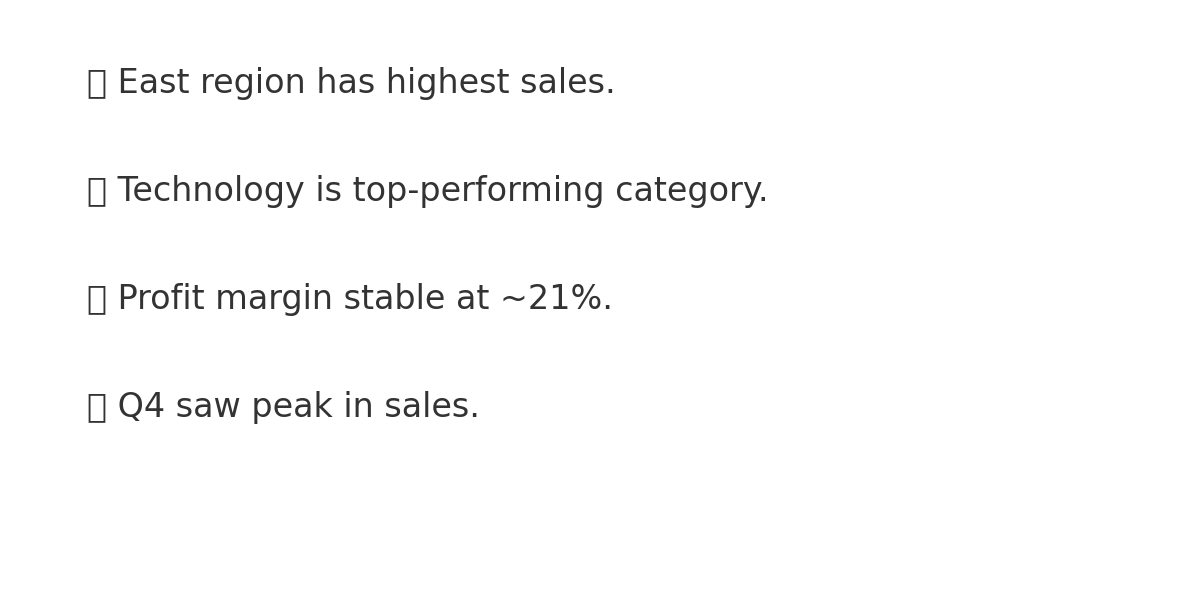 ▯ East region has highest sales.
▯ Technology is top-performing category.
▯ Profit margin stable at ~21%.
▯ Q4 saw peak in sales.